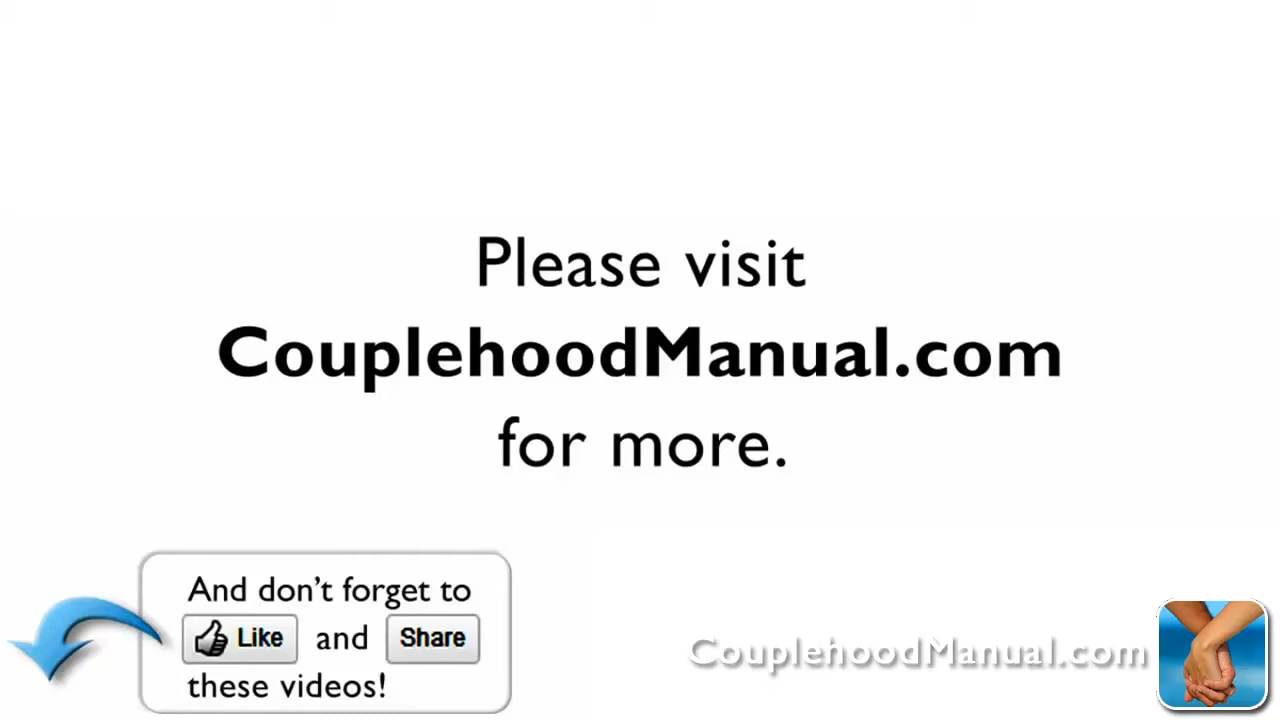 Please visit
CouplehoodManual.com
for more.
And don't forget to
Like and Share
these videos!
CouplehoodManual.com